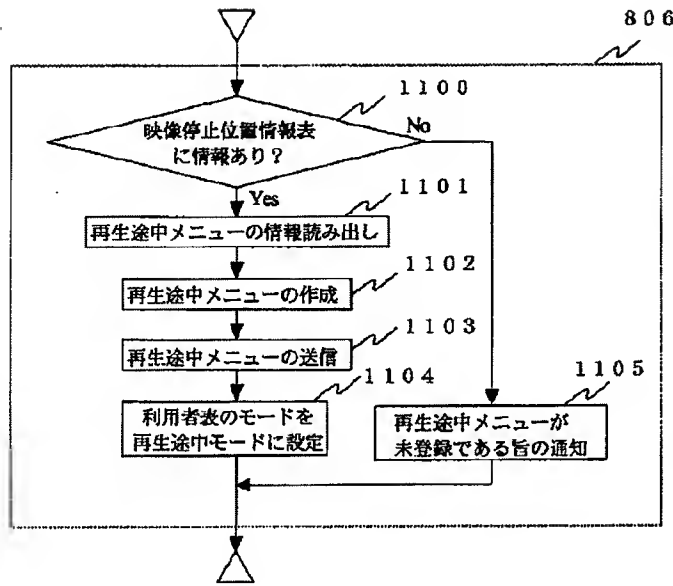 ８０６
１１００
映像停止位置情報表
に情報あり？
No
Yes
１１０１
再生途中メニューの情報読み出し
１１０２
再生途中メニューの作成
１１０３
再生途中メニューの送信
１１０４
利用者表のモードを
再生途中モードに設定
１１０５
再生途中メニューが
未登録である旨の通知